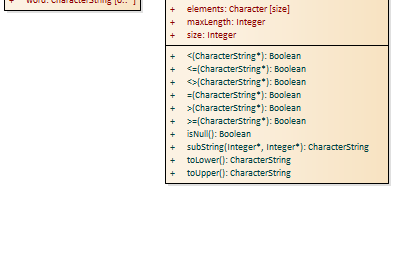 + word: CharacterString [0..*]
+ elements: Character [size]
+ maxLength: Integer
+ size: Integer
+ <(CharacterString*): Boolean
+ <=(CharacterString*): Boolean
+ <>(CharacterString*): Boolean
+ =(CharacterString*): Boolean
+ >(CharacterString*): Boolean
+ >=(CharacterString*): Boolean
+ isNull(): Boolean
+ subString(Integer*, Integer*): CharacterString
+ toLower(): CharacterString
+ toUpper(): CharacterString